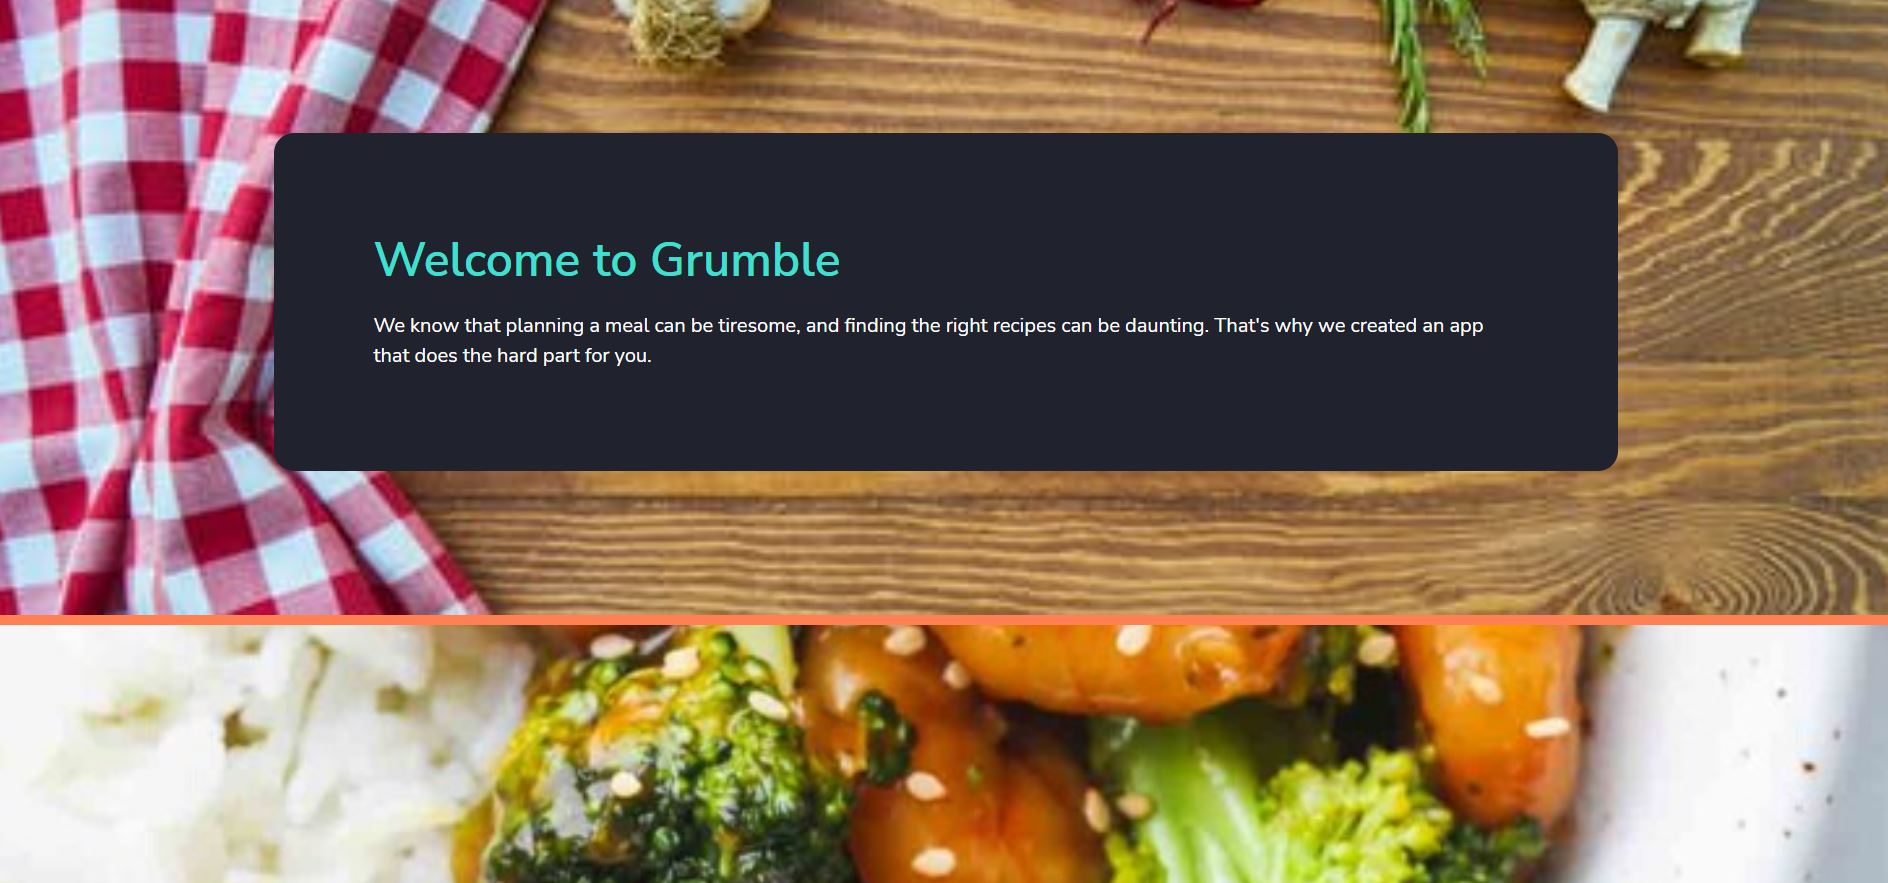 Welcome to Grumble
We know that planning a meal can be tiresome, and finding the right recipes can be daunting. That's why we created an app
that does the hard part for you.